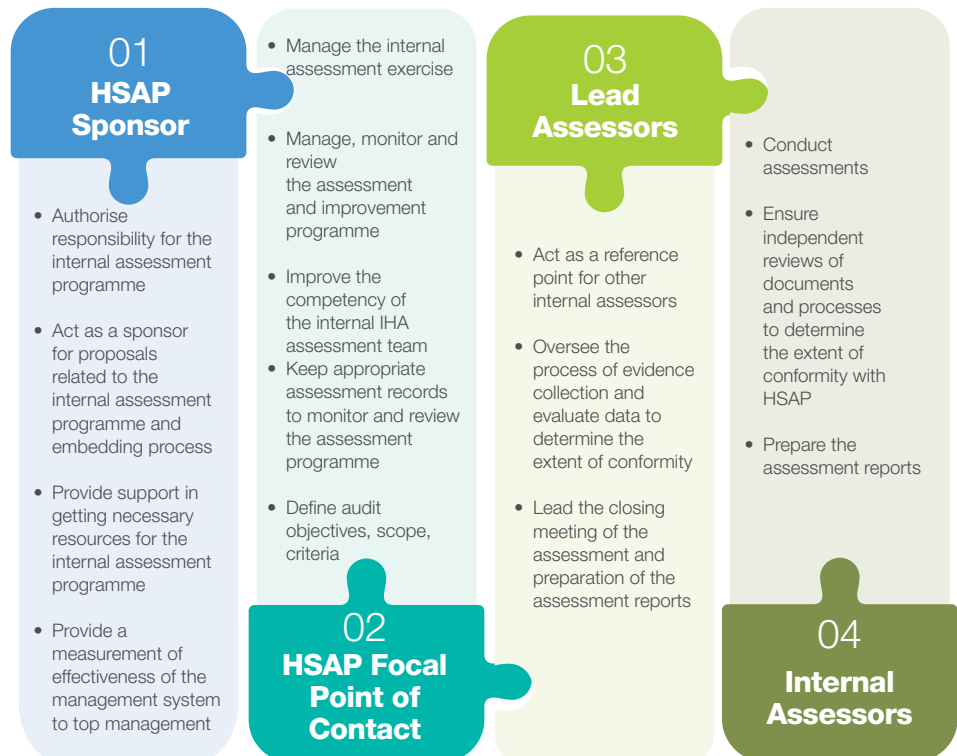 01
HSAP
Sponsor
• Authorise
responsibility for the
internal assessment
programme
• Act as a sponsor
for proposals
related to the
internal assessment
programme and
embedding process
• Provide support in
getting necessary
resources for the
internal assessment
programme
• Provide a
measurement of
effectiveness of the
management system
to top management
• Manage the internal
assessment exercise
• Manage, monitor and
review
the assessment
and improvement
programme
• Improve the
competency of
the internal IHA
assessment team
• Keep appropriate
assessment records
to monitor and review
the assessment
programme
• Define audit
objectives, scope,
criteria
02
HSAP Focal
Point of
Contact
03
Lead
Assessors
• Act as a reference
point for other
internal assessors
• Oversee the
process of evidence
collection and
evaluate data to
determine the
extent of conformity
• Lead the closing
meeting of the
assessment and
preparation of the
assessment reports
• Conduct
assessments
• Ensure
independent
reviews of
documents
and processes
to determine
the extent of
conformity with
HSAP
• Prepare the
assessment reports
04
Internal
Assessors